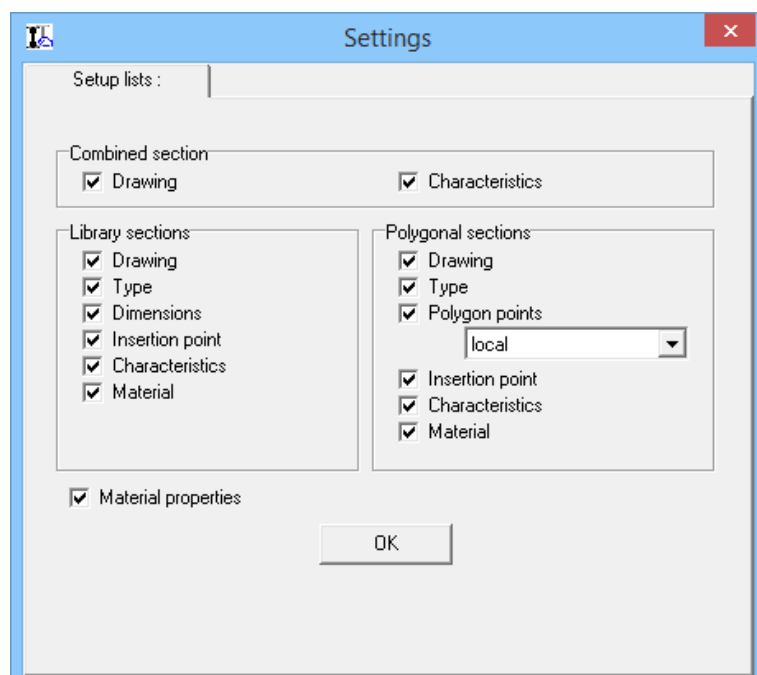 Settings
Setup lists :
Combined section
Drawing
Characteristics
Library sections
Drawing
Type
Dimensions
Insertion point
Characteristics
Material
Polygonal sections
Drawing
Type
Polygon points
local
Insertion point
Characteristics
Material
Material properties
OK